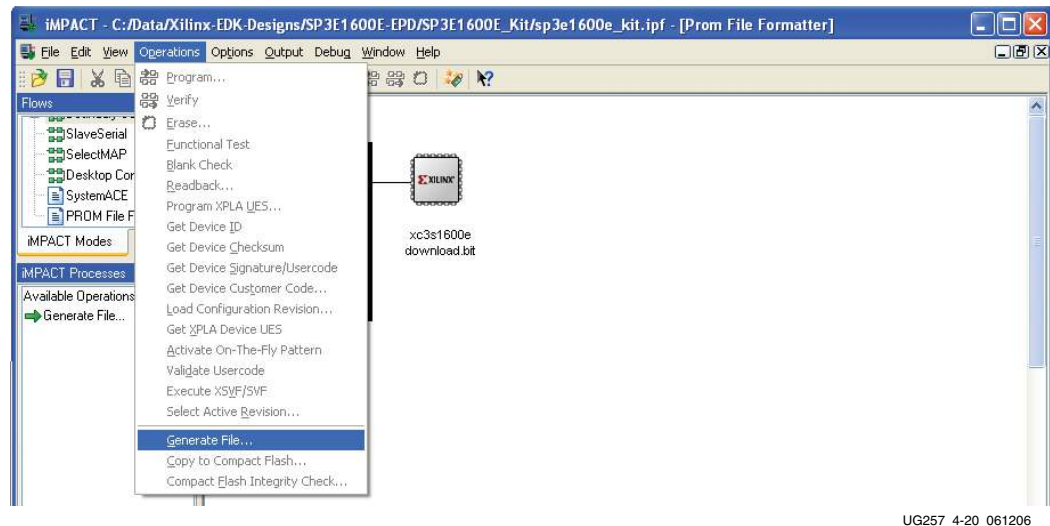 iMPACT - C:/Data/Xilinx-EDK-Designs/SP3E1600E-EPD/SP3E1600E_Kit/sp3e1600e_kit.ipf - [Prom File Formatter]
File Edit View Operations Options Output Debug Window Help
Flows
SlaveSerial
SelectMAP
Desktop Cor
SystemACE
PROM File F
iMPACT Modes
iMPACT Processes
Available Operations
Generate File...
Program...
Verify
Erase...
Functional Test
Blank Check
Readback...
Program XPLA UES...
Get Device ID
Get Device Checksum
Get Device Signature/Usercode
Get Device Customer Code...
Load Configuration Revision...
Get XPLA Device UES
Activate On-The-Fly Pattern
Validate Usercode
Execute XSVF/SVF
Select Active Revision...
Generate File...
Copy to Compact Flash...
Compact Flash Integrity Check...
XILINX
xc3s1600e
download.bit
UG257_4-20_061206